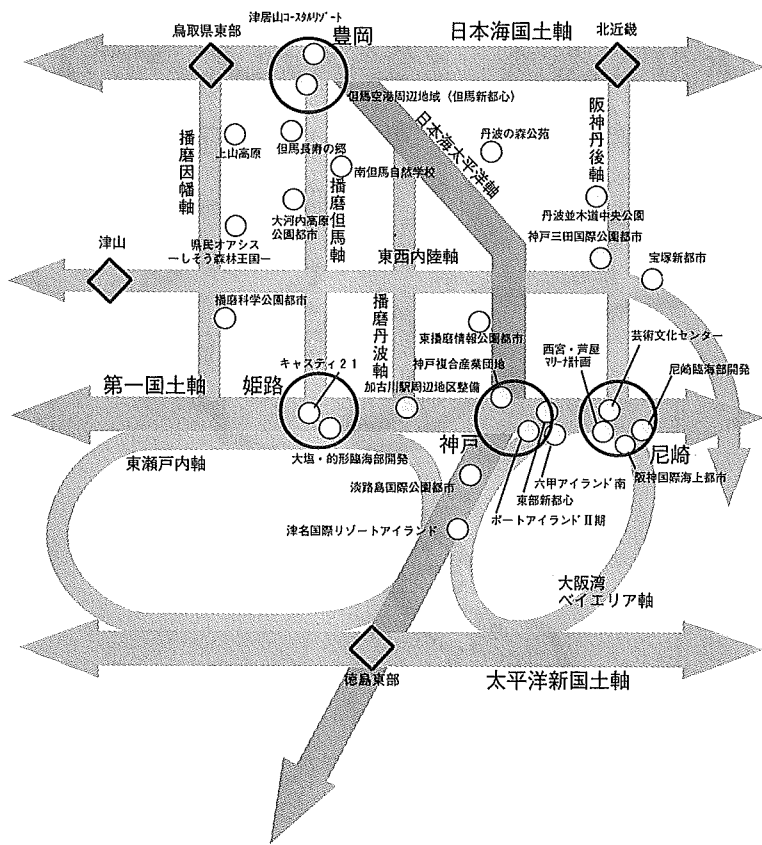 津居山ｺｰｽﾀﾙﾘｿﾞｰﾄ
鳥取県東部
豊岡
日本海国土軸
北近畿
但馬空港周辺地域（但馬新都心）
播磨因幡軸
上山高原
但馬長寿の郷
南但馬自然学校
日本海太平洋軸
丹波の森公苑
阪神丹後軸
大河内高原
公園都市
播磨但馬軸
丹波並木道中央公園
県民オアシス
ーしそう森林王国ー
津山
東西内陸軸
神戸三田国際公園都市
宝塚新都市
播磨科学公園都市
播磨丹波軸
東播磨情報公園都市
西宮・芦屋
ﾏﾘｰﾅ計画
芸術文化センター
キャスティ２１
神戸複合産業団地
尼崎臨海部開発
第一国土軸
姫路
加古川駅周辺地区整備
東瀬戸内軸
大塩・的形臨海部開発
神戸
尼崎
淡路島国際公園都市
六甲アイランド南
東部新都心
阪神国際海上都市
ポートアイランドⅡ期
津名国際リゾートアイランド
大阪湾
ベイエリア軸
徳島東部
太平洋新国土軸